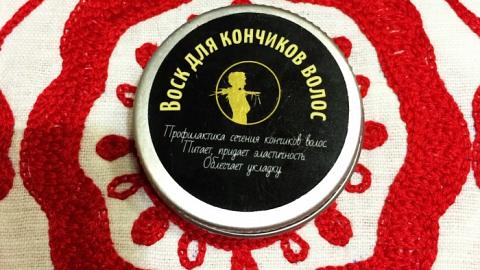 Воск для кончиков волос
Профилактика сечения кончиков волос
Питает, придает эластичность
Облегчает укладку